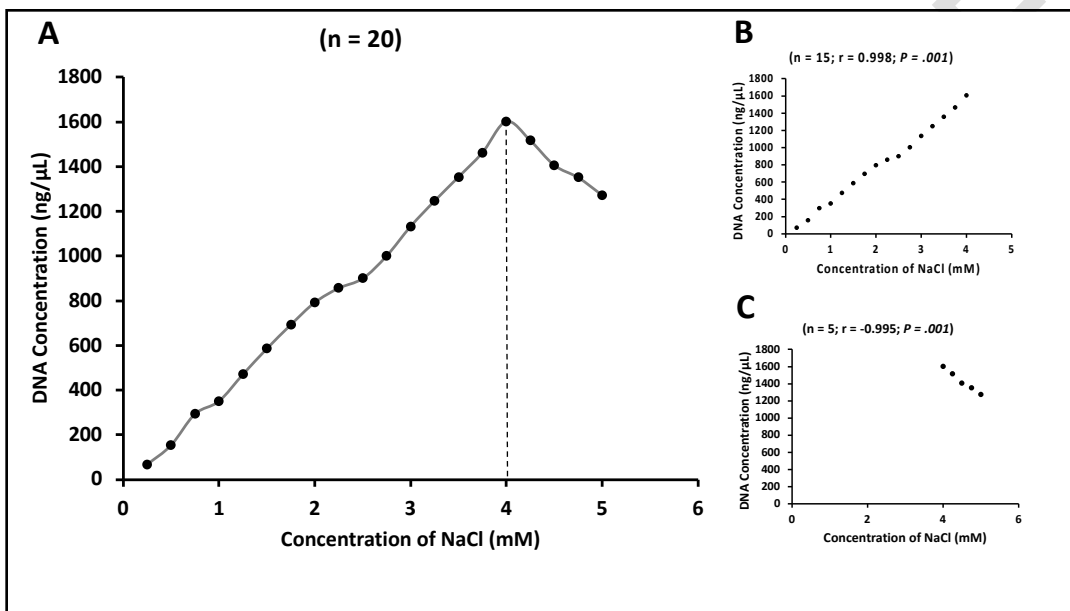 A
(n = 20)
DNA Concentration (ng/µL)
1800
1600
1400
1200
1000
800
600
400
200
0
0 1 2 3 4 5 6
Concentration of NaCl (mM)
B
(n = 15; r = 0.998; P = .001)
DNA Concentration (ng/µL)
1800
1600
1400
1200
1000
800
600
400
200
0
0 1 2 3 4 5
Concentration of NaCl (mM)
C
(n = 5; r = -0.995; P = .001)
DNA Concentration (ng/µL)
1800
1600
1400
1200
1000
800
600
400
200
0
0 2 4 6
Concentration of NaCl (mM)